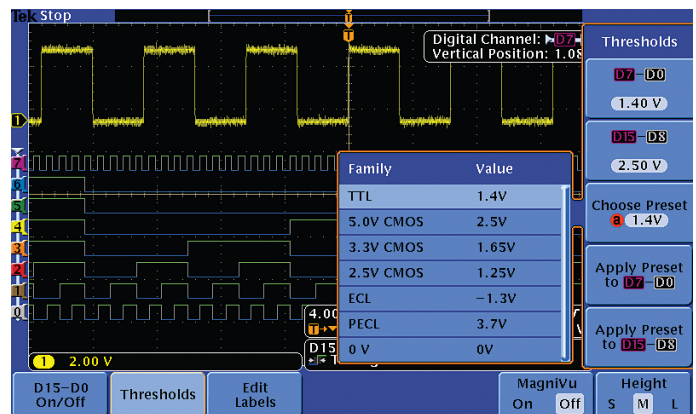 Tek Stop
T
T
Digital Channel: D7
Vertical Position: 1.08
1
7
6
5
4
3
2
1
0
Family Value
TTL 1.4V
5.0V CMOS 2.5V
3.3V CMOS 1.65V
2.5V CMOS 1.25V
ECL −1.3V
PECL 3.7V
0 V 0V
4.00
T
D15
1 2.00 V
Thresholds
D7–D0
1.40 V
D15–D8
2.50 V
Choose Preset
a 1.4V
Apply Preset
to D7–D0
Apply Preset
to D15–D8
D15–D0
On/Off
Thresholds
Edit
Labels
MagniVu
On Off
Height
S M L